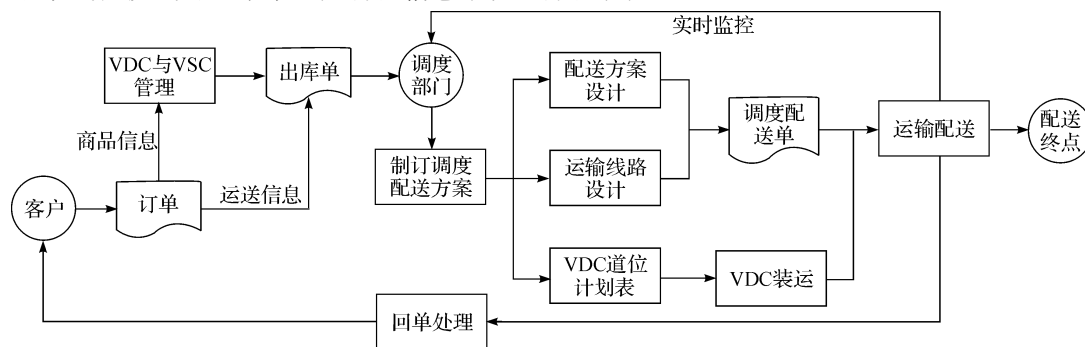 实时监控
VDC与VSC
管理
出库单
调度
部门
配送方案
设计
调度配
送单
运输配送
配送
终点
商品信息
制订调度
配送方案
运输线路
设计
客户
订单
运送信息
VDC道位
计划表
VDC装运
回单处理